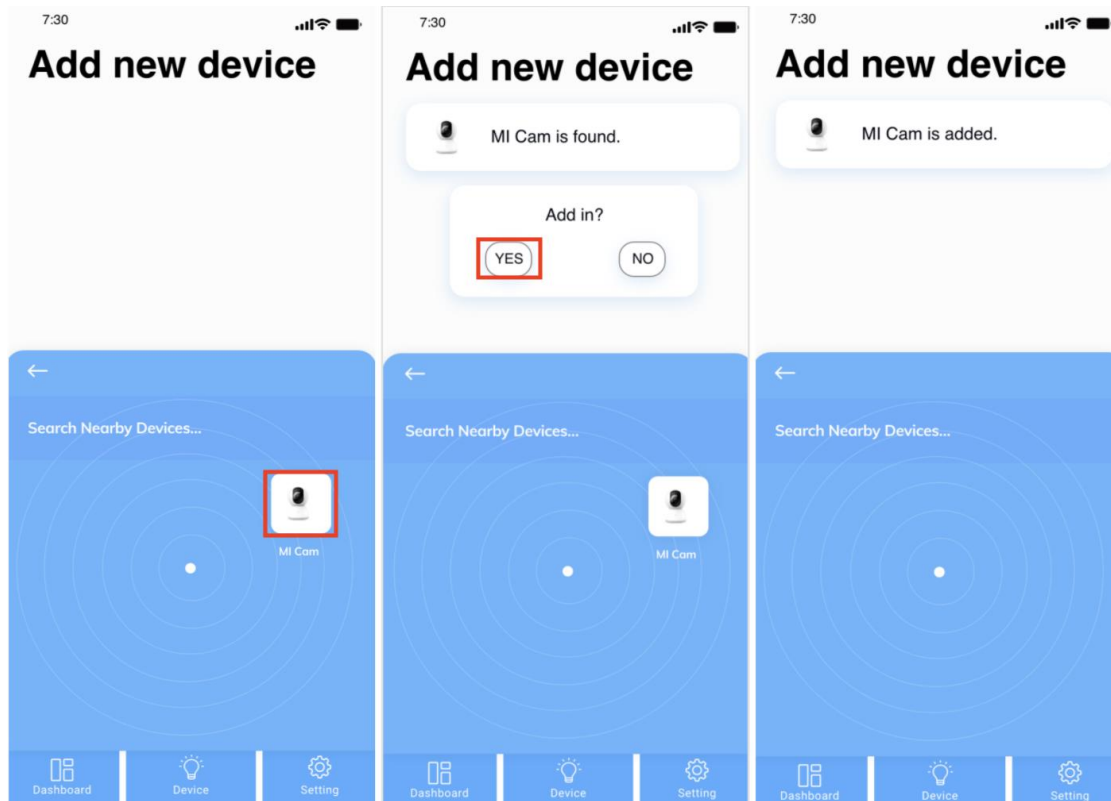 7:30
Add new device
Search Nearby Devices...
MI Cam
Dashboard
Device
Setting
7:30
Add new device
MI Cam is found.
Add in?
YES
NO
Search Nearby Devices...
MI Cam
Dashboard
Device
Setting
7:30
Add new device
MI Cam is added.
Search Nearby Devices...
Dashboard
Device
Setting